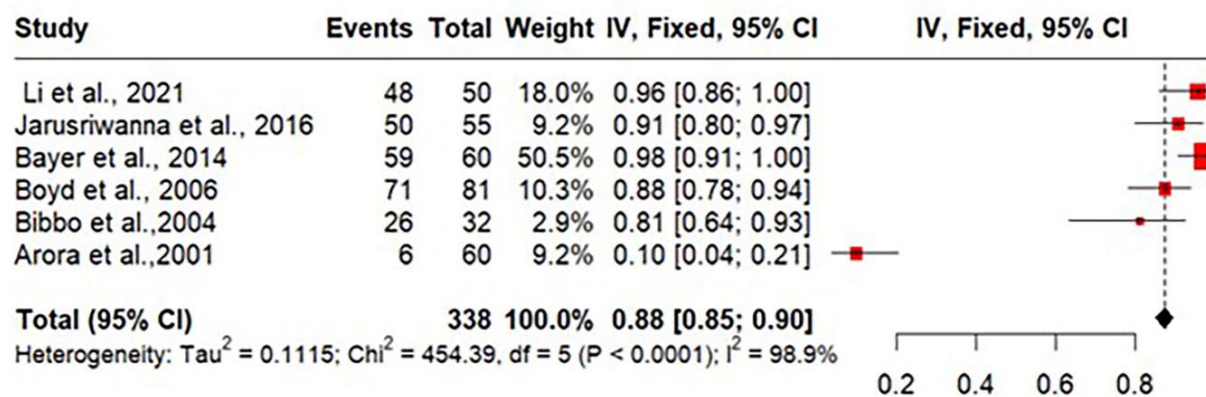 Study Events Total Weight IV, Fixed, 95% CI IV, Fixed, 95% CI
Li et al., 2021 48 50 18.0% 0.96 [0.86; 1.00]
Jarusriwanna et al., 2016 50 55 9.2% 0.91 [0.80; 0.97]
Bayer et al., 2014 59 60 50.5% 0.98 [0.91; 1.00]
Boyd et al., 2006 71 81 10.3% 0.88 [0.78; 0.94]
Bibbo et al.,2004 26 32 2.9% 0.81 [0.64; 0.93]
Arora et al.,2001 6 60 9.2% 0.10 [0.04; 0.21]
Total (95% CI) 338 100.0% 0.88 [0.85; 0.90]
Heterogeneity: Tau² = 0.1115; Chi² = 454.39, df = 5 (P < 0.0001); I² = 98.9%
0.2 0.4 0.6 0.8